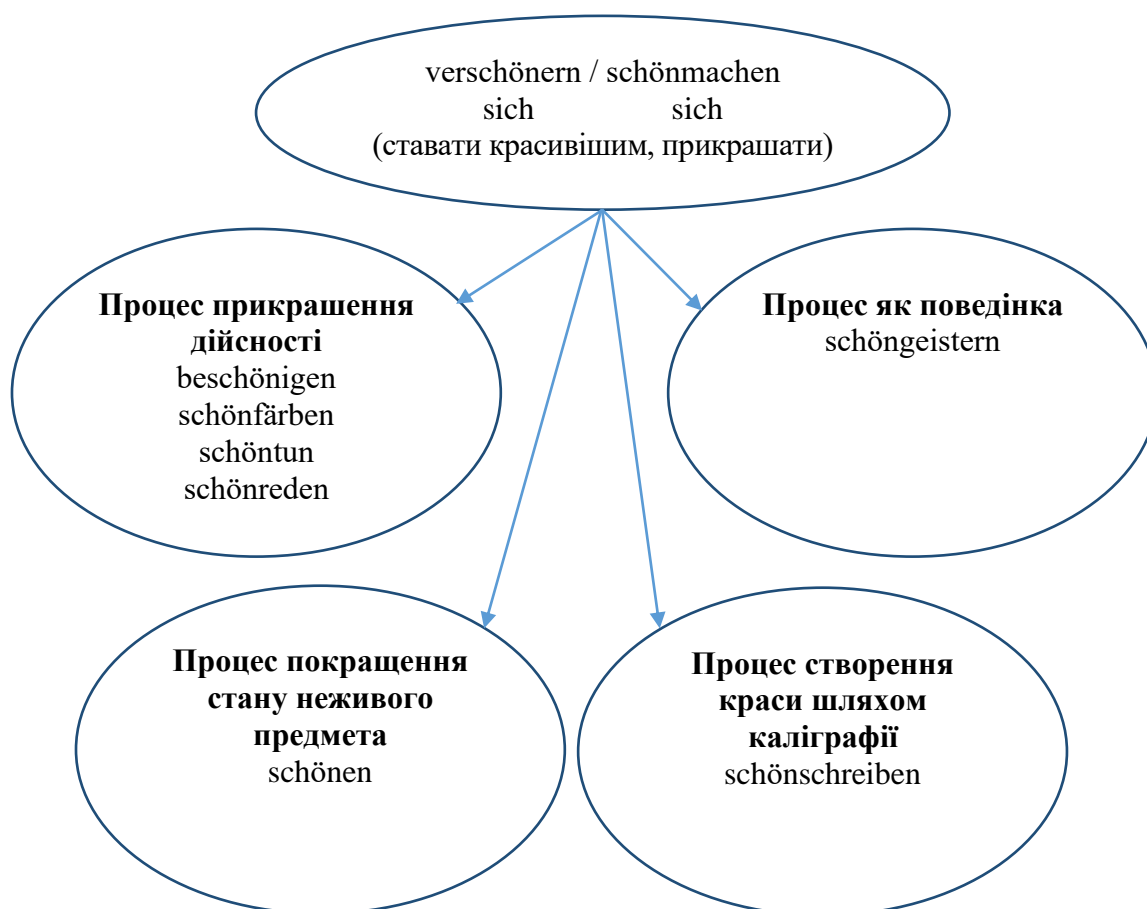 verschönern / schönmachen
sich sich
(ставати красивішим, прикрашати)
Процес прикрашення
дійсності
beschönigen
schönfärben
schöntun
schönreden
Процес як поведінка
schöngeistern
Процес покращення
стану неживого
предмета
schönen
Процес створення
краси шляхом
каліграфії
schönschreiben